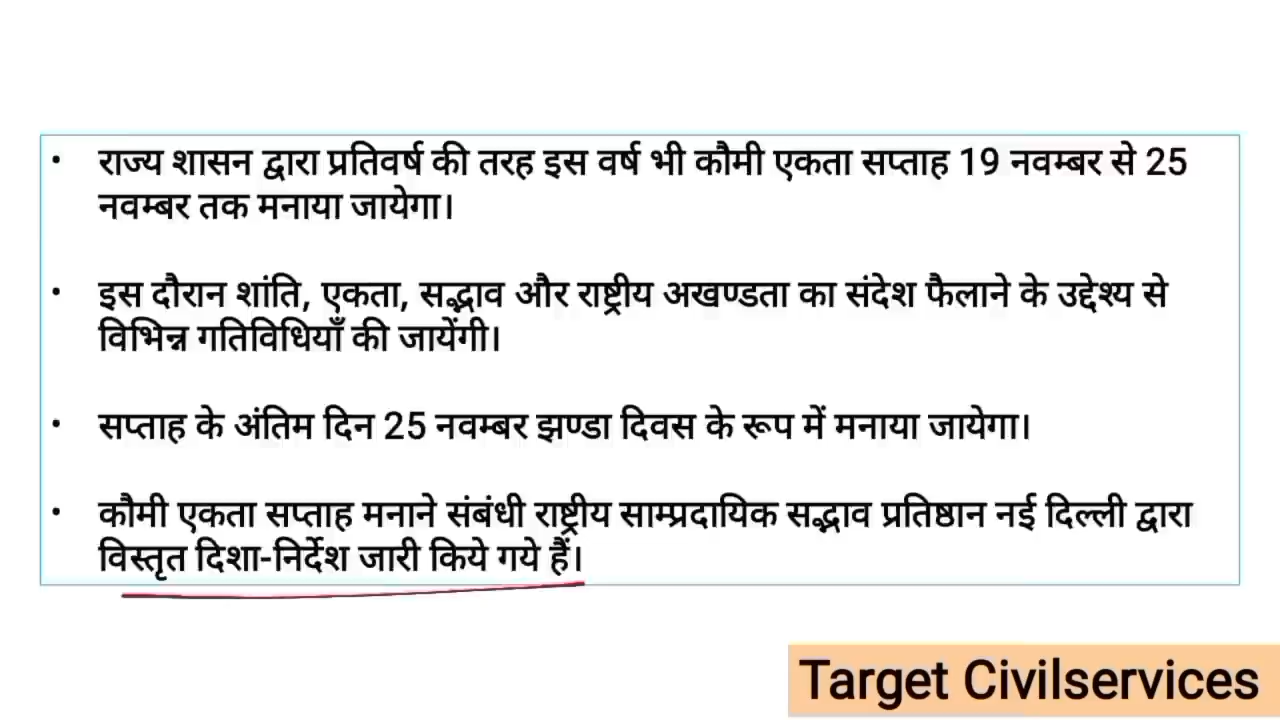 • राज्य शासन द्वारा प्रतिवर्ष की तरह इस वर्ष भी कौमी एकता सप्ताह 19 नवम्बर से 25
नवम्बर तक मनाया जायेगा।
• इस दौरान शांति, एकता, सद्भाव और राष्ट्रीय अखण्डता का संदेश फैलाने के उद्देश्य से
विभिन्न गतिविधियाँ की जायेंगी।
• सप्ताह के अंतिम दिन 25 नवम्बर झण्डा दिवस के रूप में मनाया जायेगा।
• कौमी एकता सप्ताह मनाने संबंधी राष्ट्रीय साम्प्रदायिक सद्भाव प्रतिष्ठान नई दिल्ली द्वारा
विस्तृत दिशा-निर्देश जारी किये गये हैं।
Target Civilservices